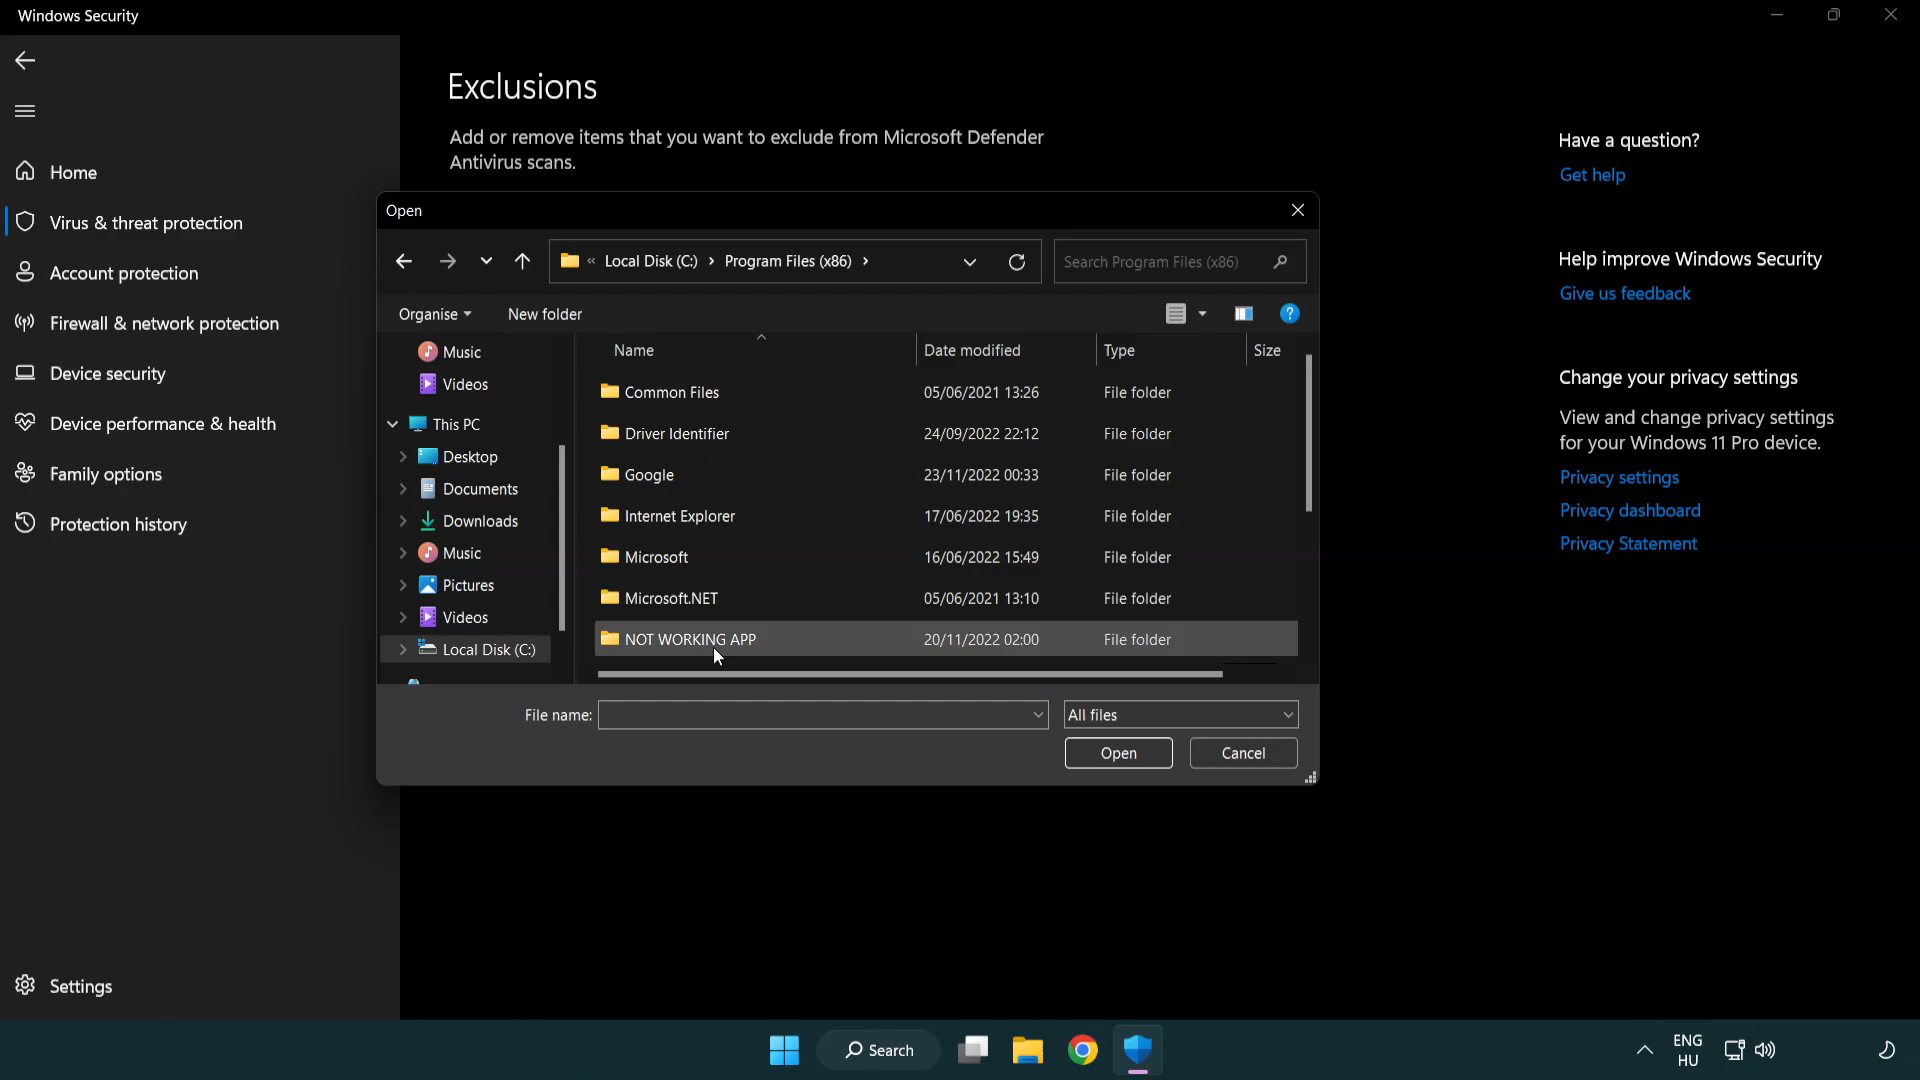 Windows Security
Home
Virus & threat protection
Account protection
Firewall & network protection
Device security
Device performance & health
Family options
Protection history
Settings
Exclusions
Add or remove items that you want to exclude from Microsoft Defender
Antivirus scans.
Open
« Local Disk (C:) › Program Files (x86) ›
Search Program Files (x86)
Organise
New folder
?
Music
Videos
This PC
Desktop
Documents
Downloads
Music
Pictures
Videos
Local Disk (C:)
Name Date modified Type Size
Common Files 05/06/2021 13:26 File folder
Driver Identifier 24/09/2022 22:12 File folder
Google 23/11/2022 00:33 File folder
Internet Explorer 17/06/2022 19:35 File folder
Microsoft 16/06/2022 15:49 File folder
Microsoft.NET 05/06/2021 13:10 File folder
NOT WORKING APP 20/11/2022 02:00 File folder
File name:
All files
Open
Cancel
Have a question?
Get help
Help improve Windows Security
Give us feedback
Change your privacy settings
View and change privacy settings
for your Windows 11 Pro device.
Privacy settings
Privacy dashboard
Privacy Statement
Search
ENG
HU